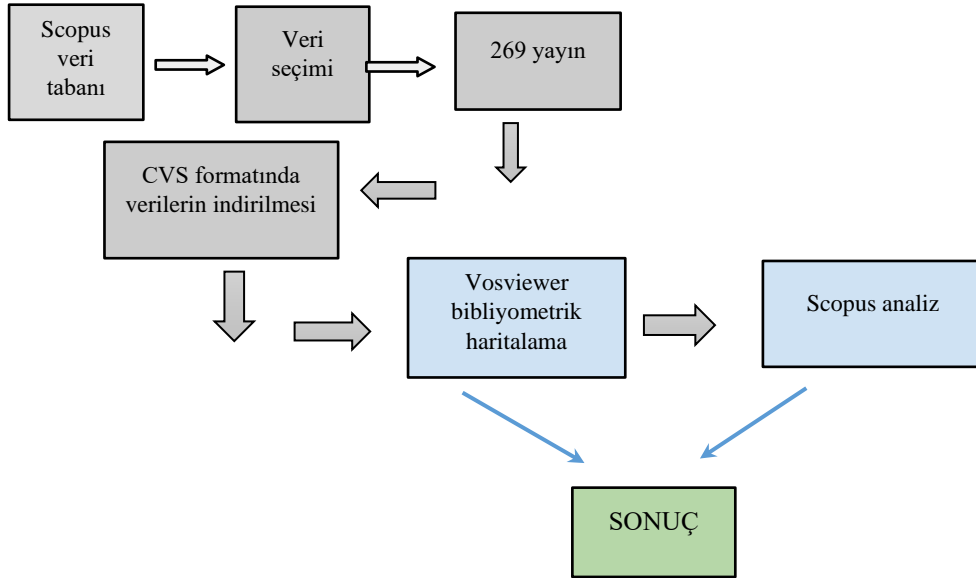 Scopus
veri
tabanı
Veri
seçimi
269 yayın
CVS formatında
verilerin indirilmesi
Vosviewer
bibliyometrik
haritalama
Scopus analiz
SONUÇ